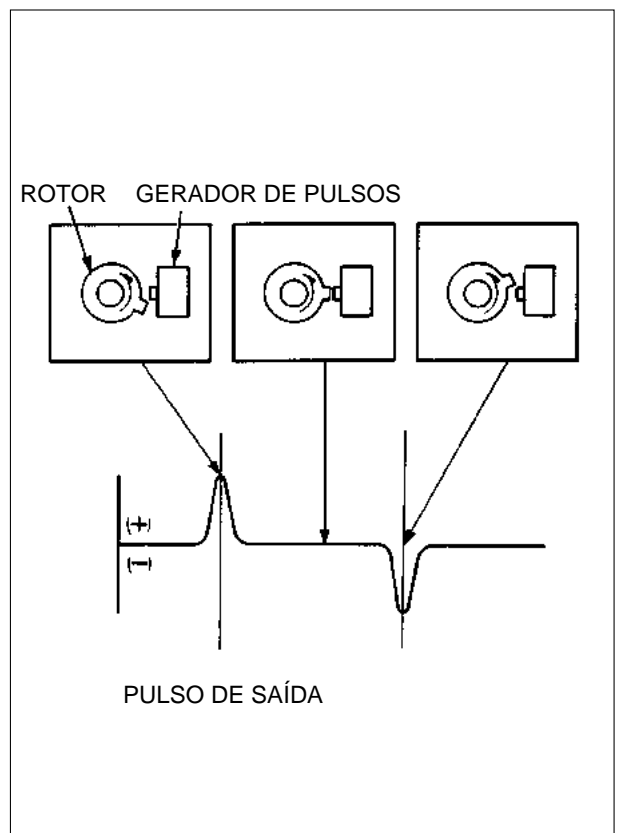 ROTOR GERADOR DE PULSOS
(+)
(-)
PULSO DE SAÍDA